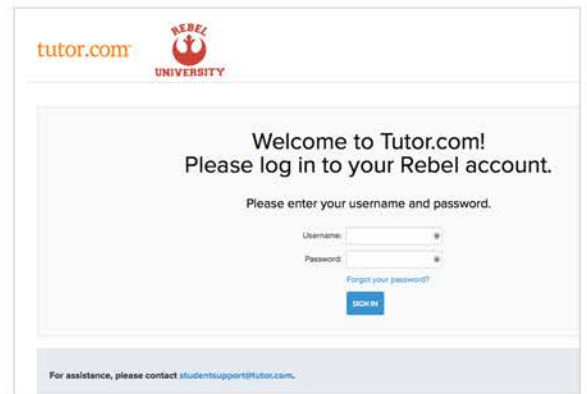 tutor.com
REBEL
UNIVERSITY
Welcome to Tutor.com!
Please log in to your Rebel account.
Please enter your username and password.
Username:
Password:
Forgot your password?
SIGN IN
For assistance, please contact studentsupport@tutor.com.